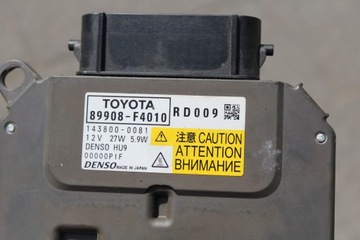 TOYOTA
89908-F4010
RD009
143800-0081
12V 27W 5.9W
DENSO HU9
00000P1F
DENSO MADE IN JAPAN
注意 CAUTION
ATTENTION
ВНИМАНИЕ